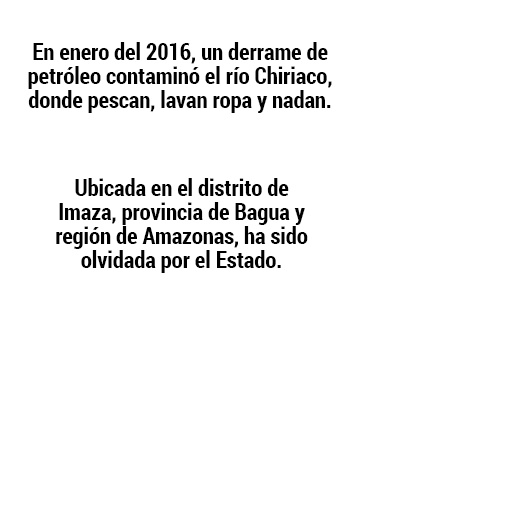 En enero del 2016, un derrame de
petróleo contaminó el río Chiriaco,
donde pescan, lavan ropa y nadan.
Ubicada en el distrito de
Imaza, provincia de Bagua y
región de Amazonas, ha sido
olvidada por el Estado.